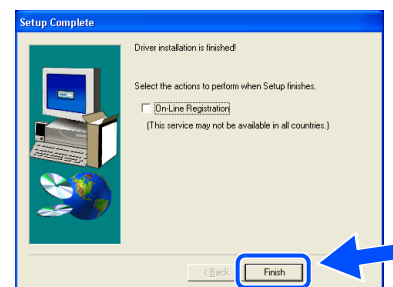 Setup Complete
Driver installation is finished!
Select the actions to perform when Setup finishes.
On-Line Registration
(This service may not be available in all countries.)
< Back
Finish